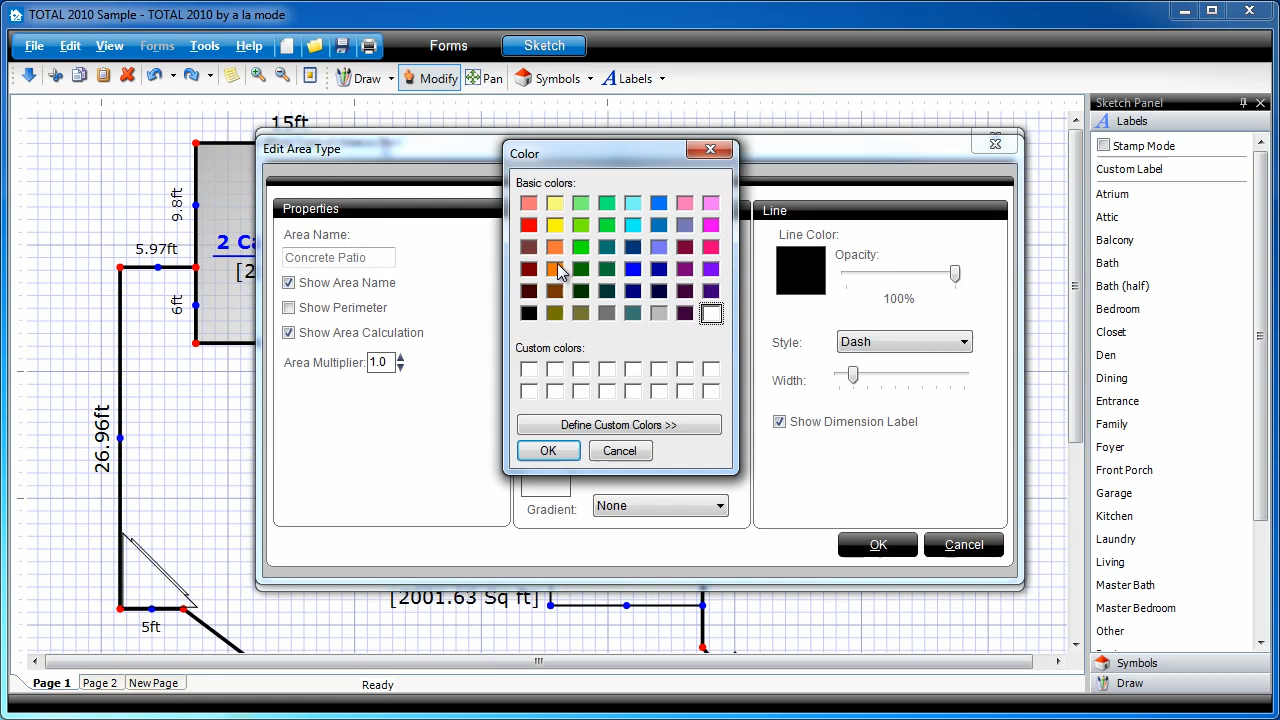 TOTAL 2010 Sample - TOTAL 2010 by a la mode
File Edit View Forms Tools Help Forms Sketch
Draw Modify Pan Symbols Labels
15ft
9.8ft
5.97ft
2 Ca
[2
6ft
26.96ft
5ft
[2001.63 Sq ft]
Edit Area Type
Properties
Area Name:
Concrete Patio
Show Area Name
Show Perimeter
Show Area Calculation
Area Multiplier: 1.0
Color
Basic colors:
Custom colors:
Define Custom Colors >>
OK Cancel
Gradient: None
Line
Line Color:
Opacity:
100%
Style: Dash
Width:
Show Dimension Label
OK Cancel
Sketch Panel
Labels
Stamp Mode
Custom Label
Atrium
Attic
Balcony
Bath
Bath (half)
Bedroom
Closet
Den
Dining
Entrance
Family
Foyer
Front Porch
Garage
Kitchen
Laundry
Living
Master Bath
Master Bedroom
Other
Symbols
Draw
Page 1 Page 2 New Page Ready